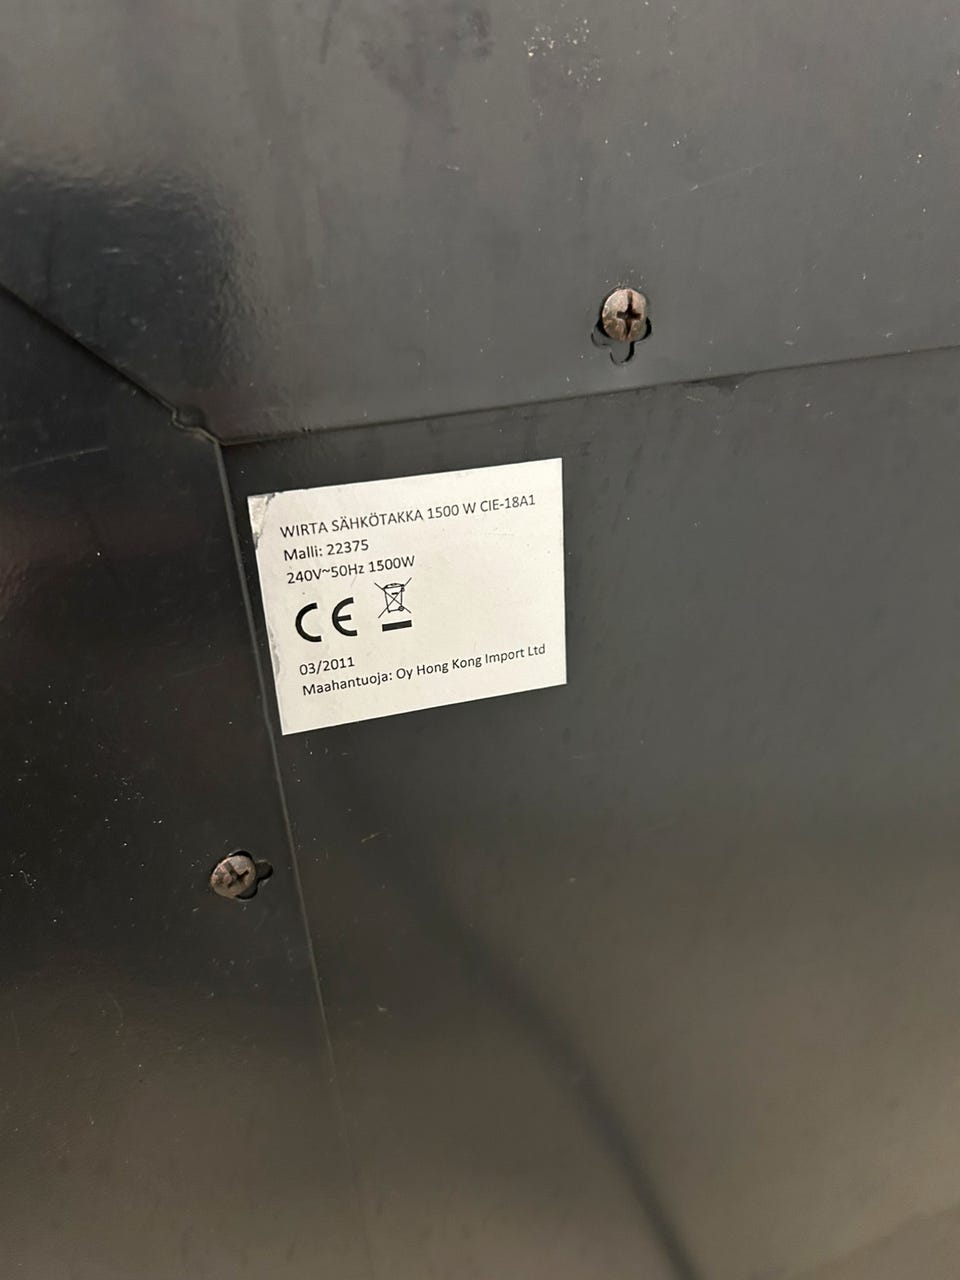 WIRTA SÄHKÖTAKKA 1500 W CIE-18A1
Malli: 22375
240V~50Hz 1500W
CE
03/2011
Maahantuoja: Oy Hong Kong Import Ltd